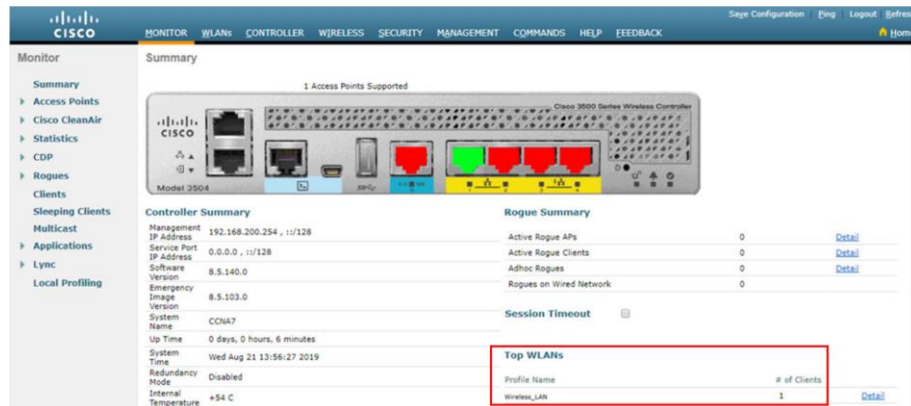 Save Configuration Ping Logout Refres
CISCO
MONITOR WLANs CONTROLLER WIRELESS SECURITY MANAGEMENT COMMANDS HELP FEEDBACK
Hom
Monitor
Summary
Access Points
Cisco CleanAir
Statistics
CDP
Rogues
Clients
Sleeping Clients
Multicast
Applications
Lync
Local Profiling
Summary
1 Access Points Supported
Cisco 3500 Series Wireless Controller
CISCO
Model 3504
Controller Summary
Management IP Address 192.168.200.254 , ::/128
Service Port IP Address 0.0.0.0 , ::/128
Software Version 8.5.140.0
Emergency Image Version 8.5.103.0
System Name CCNA7
Up Time 0 days, 0 hours, 6 minutes
System Time Wed Aug 21 13:56:27 2019
Redundancy Mode Disabled
Internal Temperature +54 C
Rogue Summary
Active Rogue APs 0 Detail
Active Rogue Clients 0 Detail
Adhoc Rogues 0 Detail
Rogues on Wired Network 0
Session Timeout
Top WLANs
Profile Name # of Clients
Wireless_LAN 1 Detail